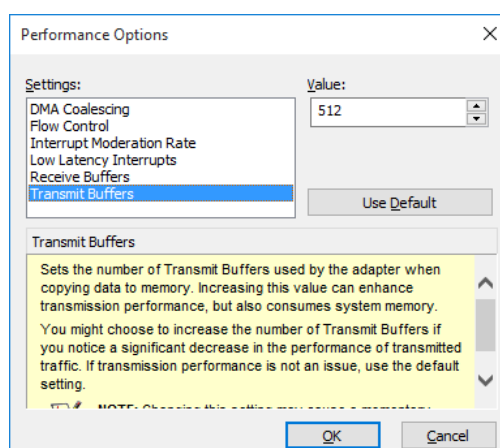 Performance Options
Settings:
Value:
DMA Coalescing
Flow Control
Interrupt Moderation Rate
Low Latency Interrupts
Receive Buffers
Transmit Buffers
512
Use Default
Transmit Buffers
Sets the number of Transmit Buffers used by the adapter when
copying data to memory. Increasing this value can enhance
transmission performance, but also consumes system memory.
You might choose to increase the number of Transmit Buffers if
you notice a significant decrease in the performance of transmitted
traffic. If transmission performance is not an issue, use the default
setting.
NOTE: Changing this setting may cause a momentary
OK
Cancel